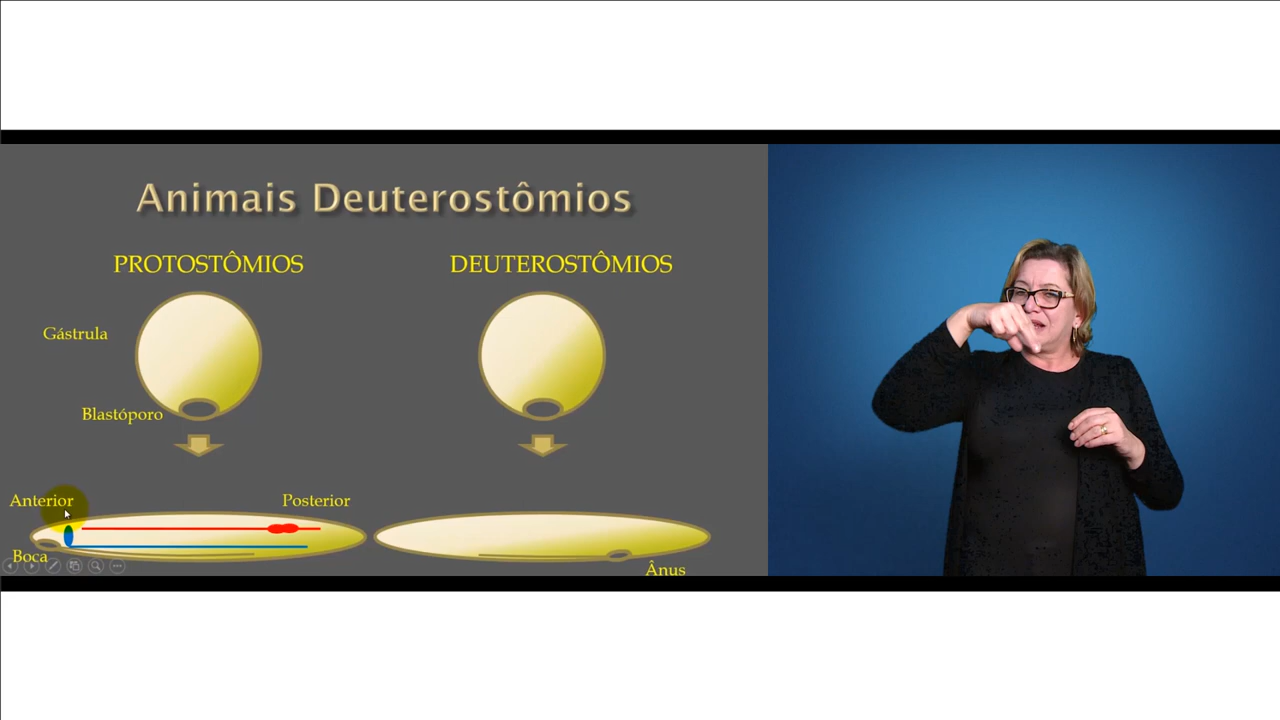 Animais Deuterostômios
PROTOSTÔMIOS
DEUTEROSTÔMIOS
Gástrula
Blastóporo
Anterior
Posterior
Boca
Ânus